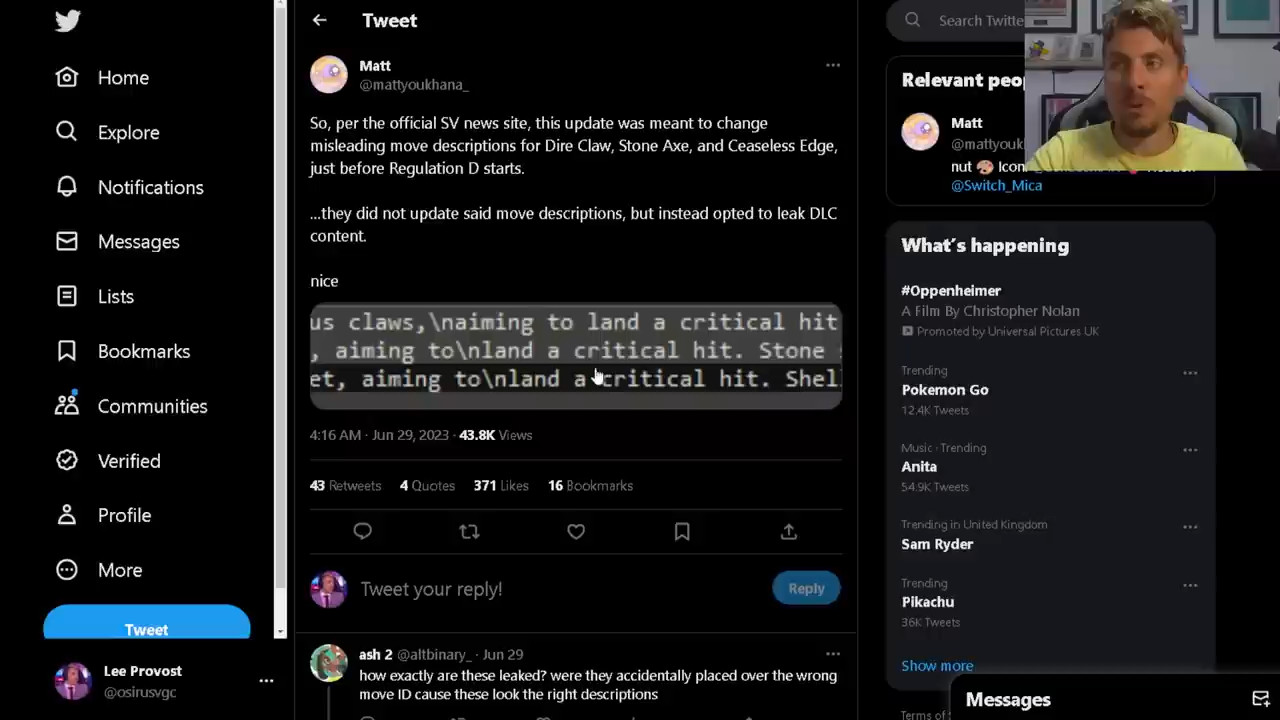 Tweet
Search Twitte
Home
Explore
Notifications
Messages
Lists
Bookmarks
Communities
Verified
Profile
More
Tweet
Lee Provost
@osirusvgc
Matt
@mattyoukhana_
So, per the official SV news site, this update was meant to change
misleading move descriptions for Dire Claw, Stone Axe, and Ceaseless Edge,
just before Regulation D starts.
...they did not update said move descriptions, but instead opted to leak DLC
content.
nice
us claws,\naiming to land a critical hit
, aiming to\nland a critical hit. Stone
et, aiming to\nland a critical hit. Shel
4:16 AM · Jun 29, 2023 · 43.8K Views
43 Retweets 4 Quotes 371 Likes 16 Bookmarks
Tweet your reply!
Reply
ash 2 @altbinary_ · Jun 29
how exactly are these leaked? were they accidentally placed over the wrong
move ID cause these look the right descriptions
Relevant peo
Matt
@mattyouk
nut Icon
@Switch_Mica
What's happening
#Oppenheimer
A Film By Christopher Nolan
Promoted by Universal Pictures UK
Trending
Pokemon Go
12.4K Tweets
Music · Trending
Anita
54.9K Tweets
Trending in United Kingdom
Sam Ryder
Trending
Pikachu
36K Tweets
Show more
Terms of
Messages